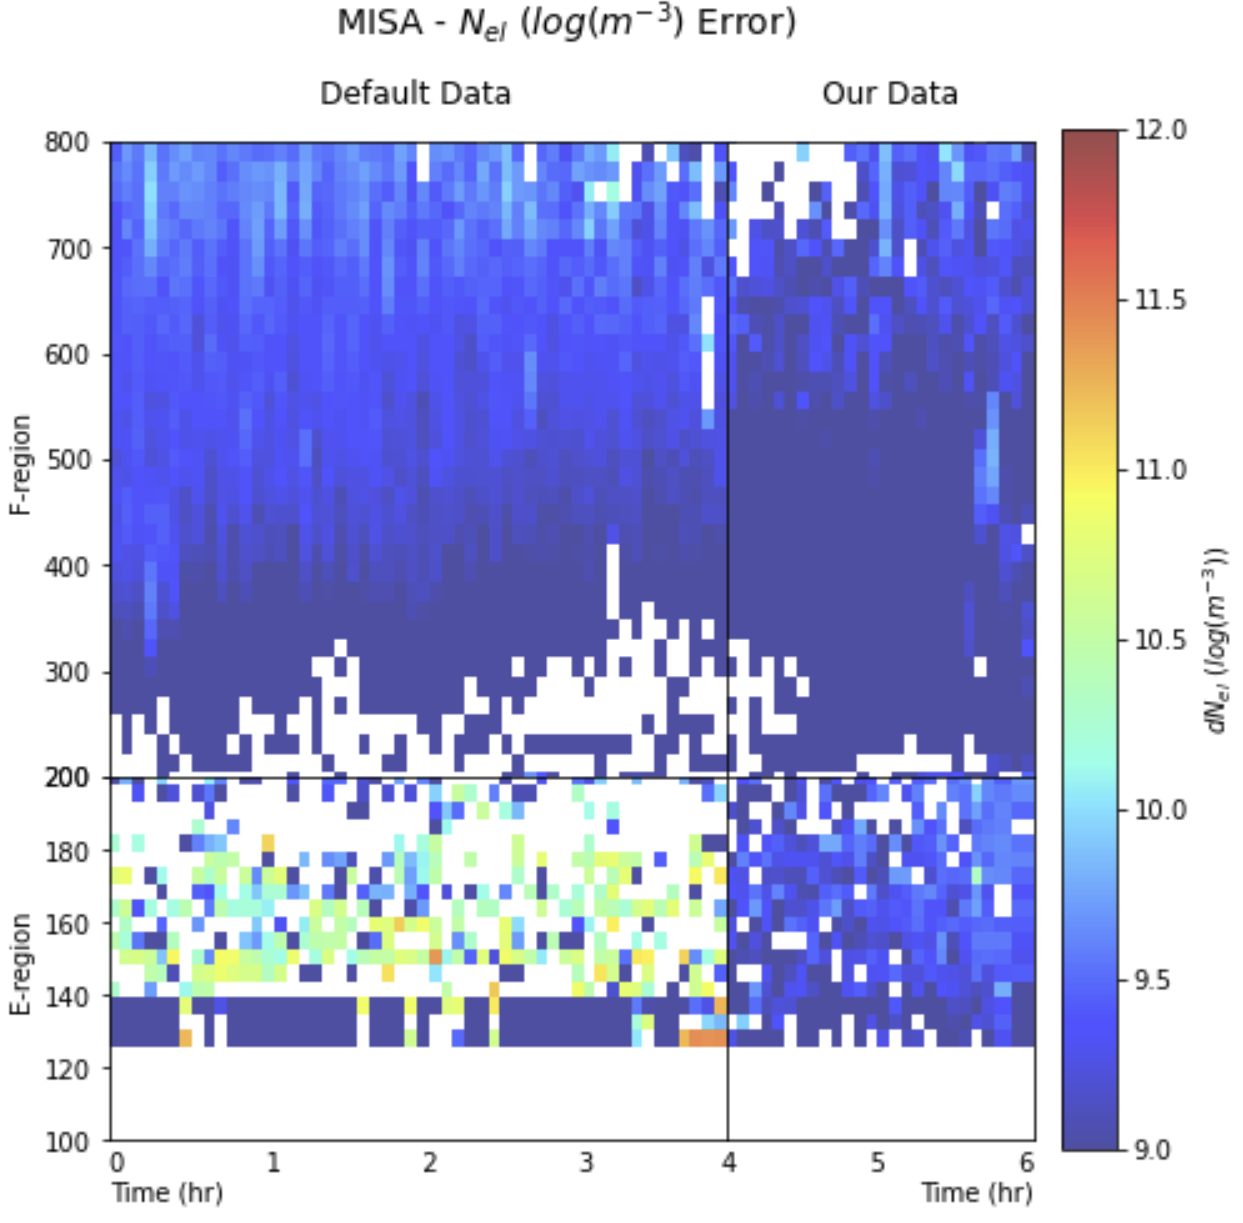 MISA - N_el (log(m^-3) Error)
Default Data
Our Data
800
700
600
500
400
300
200
200
180
160
140
120
100
F-region
E-region
0 1 2 3 4 5 6
Time (hr)
Time (hr)
12.0
11.5
11.0
10.5
10.0
9.5
9.0
dN_el (log(m^-3))